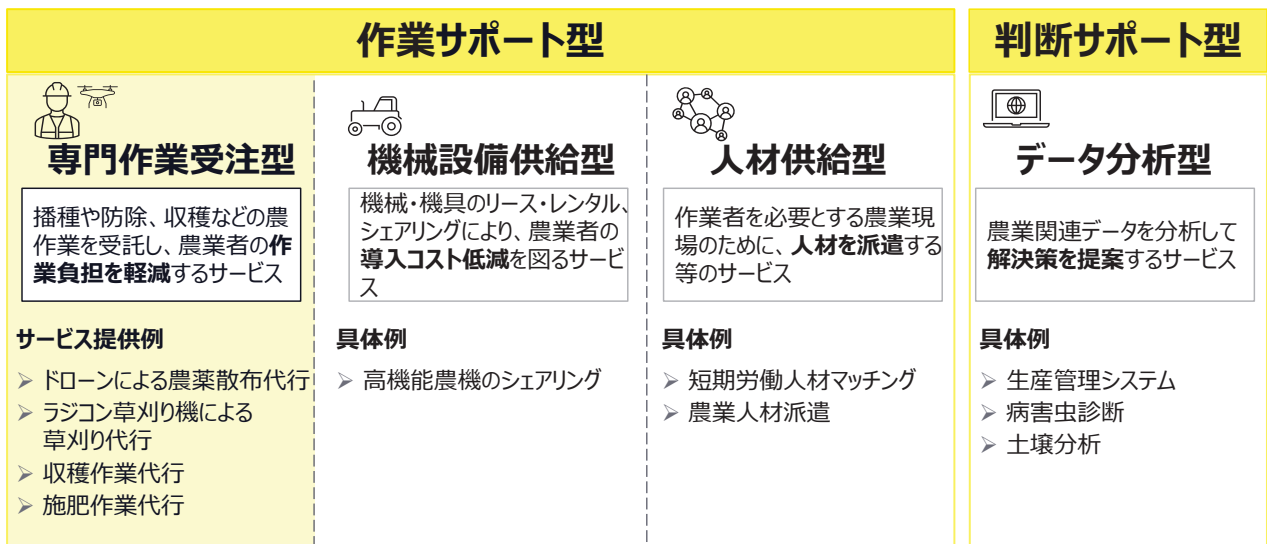 作業サポート型
専門作業受注型
播種や防除、収穫などの農
作業を受託し、農業者の作
業負担を軽減するサービス
サービス提供例
➢ ドローンによる農薬散布代行
➢ ラジコン草刈り機による
草刈り代行
➢ 収穫作業代行
➢ 施肥作業代行
機械設備供給型
機械・機具のリース・レンタル、
シェアリングにより、農業者の
導入コスト低減を図るサービ
ス
具体例
➢ 高機能農機のシェアリング
人材供給型
作業者を必要とする農業現
場のために、人材を派遣する
等のサービス
具体例
➢ 短期労働人材マッチング
➢ 農業人材派遣
判断サポート型
データ分析型
農業関連データを分析して
解決策を提案するサービス
具体例
➢ 生産管理システム
➢ 病害虫診断
➢ 土壌分析